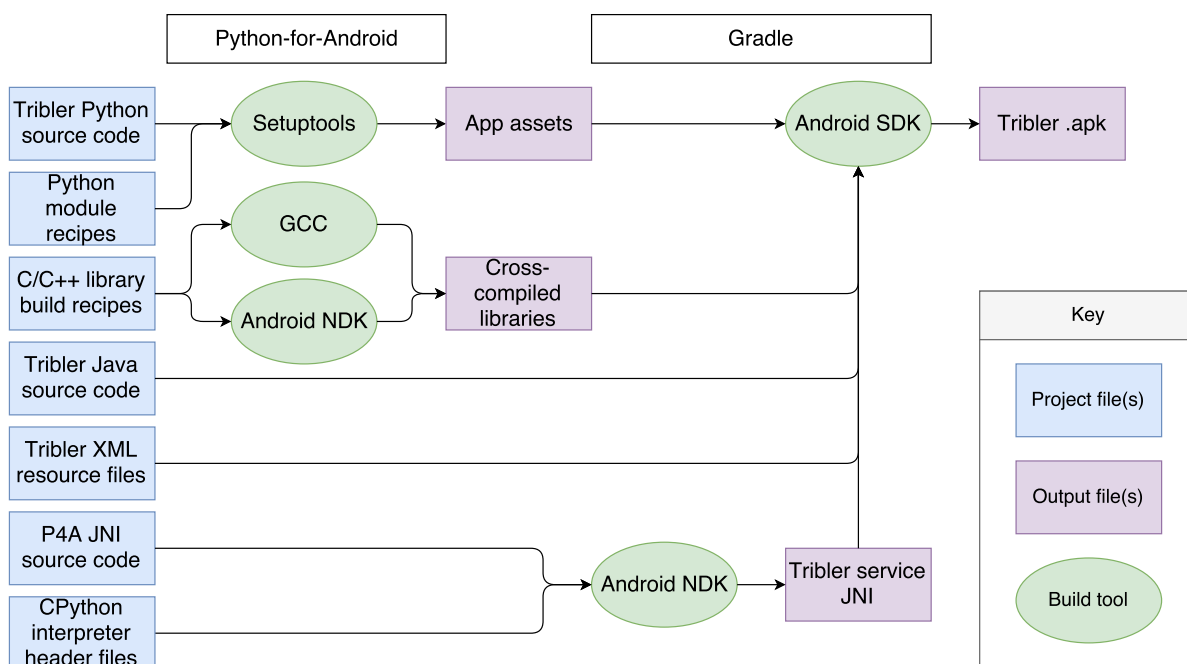 Python-for-Android
Gradle
Tribler Python
source code
Setuptools
App assets
Android SDK
Tribler .apk
Python
module
recipes
GCC
C/C++ library
build recipes
Android NDK
Cross-
compiled
libraries
Key
Tribler Java
source code
Project file(s)
Tribler XML
resource files
Output file(s)
P4A JNI
source code
Android NDK
Tribler service
JNI
Build tool
CPython
interpreter
header files